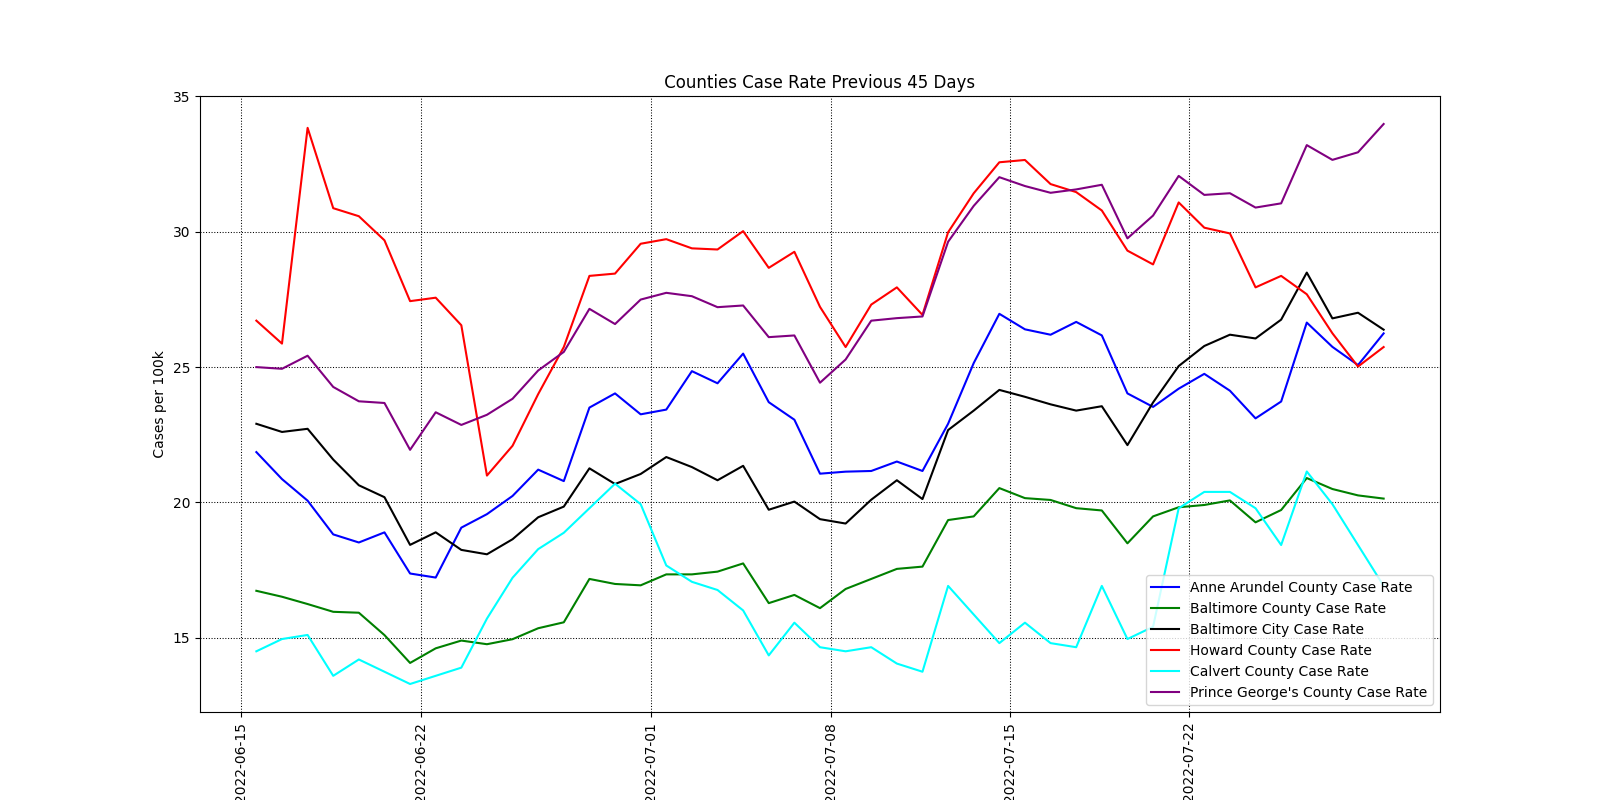 Counties Case Rate Previous 45 Days
35
30
25
20
15
Cases per 100k
2022-06-15
2022-06-22
2022-07-01
2022-07-08
2022-07-15
2022-07-22
Anne Arundel County Case Rate
Baltimore County Case Rate
Baltimore City Case Rate
Howard County Case Rate
Calvert County Case Rate
Prince George's County Case Rate